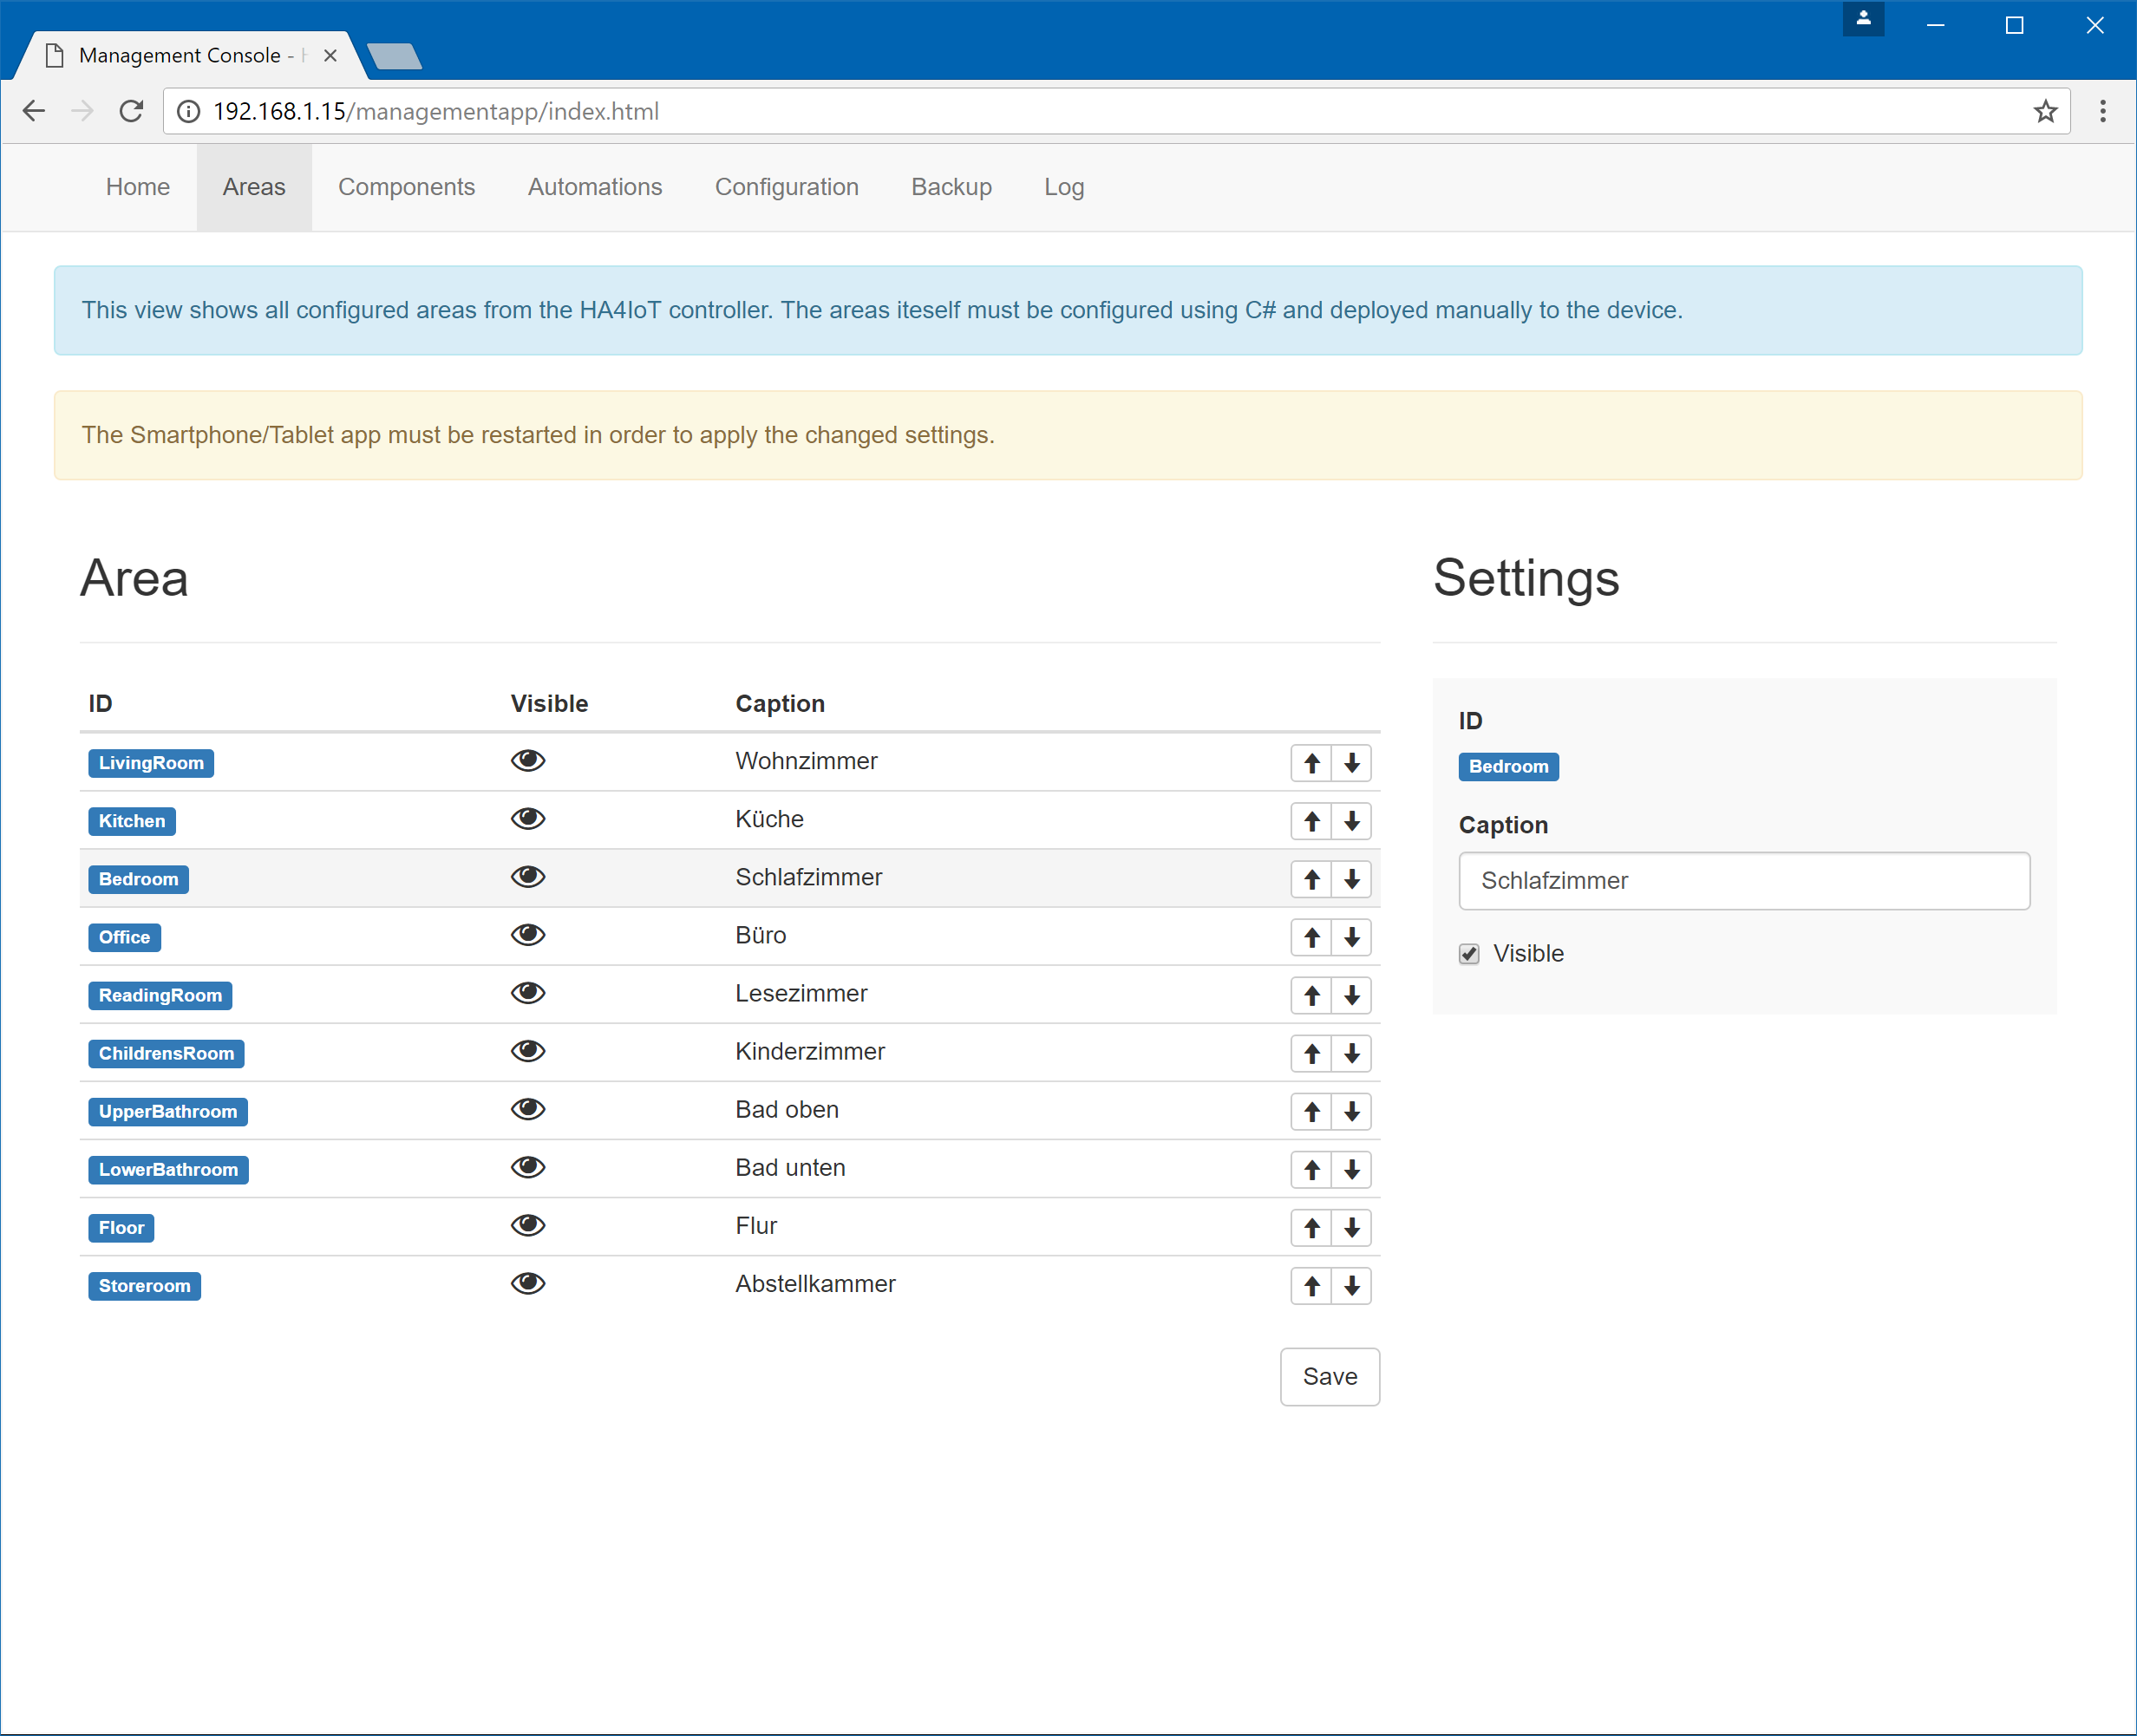 Management Console -
192.168.1.15/managementapp/index.html
Home Areas Components Automations Configuration Backup Log
This view shows all configured areas from the HA4IoT controller. The areas iteself must be configured using C# and deployed manually to the device.
The Smartphone/Tablet app must be restarted in order to apply the changed settings.
Area
ID Visible Caption
LivingRoom Wohnzimmer
Kitchen Küche
Bedroom Schlafzimmer
Office Büro
ReadingRoom Lesezimmer
ChildrensRoom Kinderzimmer
UpperBathroom Bad oben
LowerBathroom Bad unten
Floor Flur
Storeroom Abstellkammer
Save
Settings
ID
Bedroom
Caption
Schlafzimmer
Visible